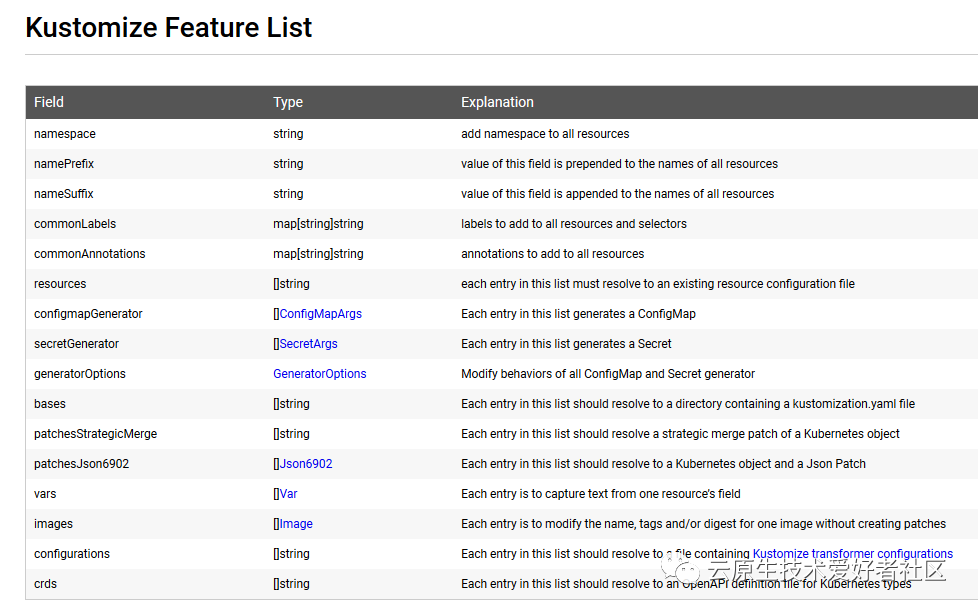 Kustomize Feature List
Field Type Explanation
namespace string add namespace to all resources
namePrefix string value of this field is prepended to the names of all resources
nameSuffix string value of this field is appended to the names of all resources
commonLabels map[string]string labels to add to all resources and selectors
commonAnnotations map[string]string annotations to add to all resources
resources []string each entry in this list must resolve to an existing resource configuration file
configmapGenerator []ConfigMapArgs Each entry in this list generates a ConfigMap
secretGenerator []SecretArgs Each entry in this list generates a Secret
generatorOptions GeneratorOptions Modify behaviors of all ConfigMap and Secret generator
bases []string Each entry in this list should resolve to a directory containing a kustomization.yaml file
patchesStrategicMerge []string Each entry in this list should resolve a strategic merge patch of a Kubernetes object
patchesJson6902 []Json6902 Each entry in this list should resolve to a Kubernetes object and a Json Patch
vars []Var Each entry is to capture text from one resource's field
images []Image Each entry is to modify the name, tags and/or digest for one image without creating patches
configurations []string Each entry in this list should resolve to a file containing Kustomize transformer configurations
crds []string Each entry in this list should resolve to an OpenAPI definition file for Kubernetes types
云原生技术爱好者社区